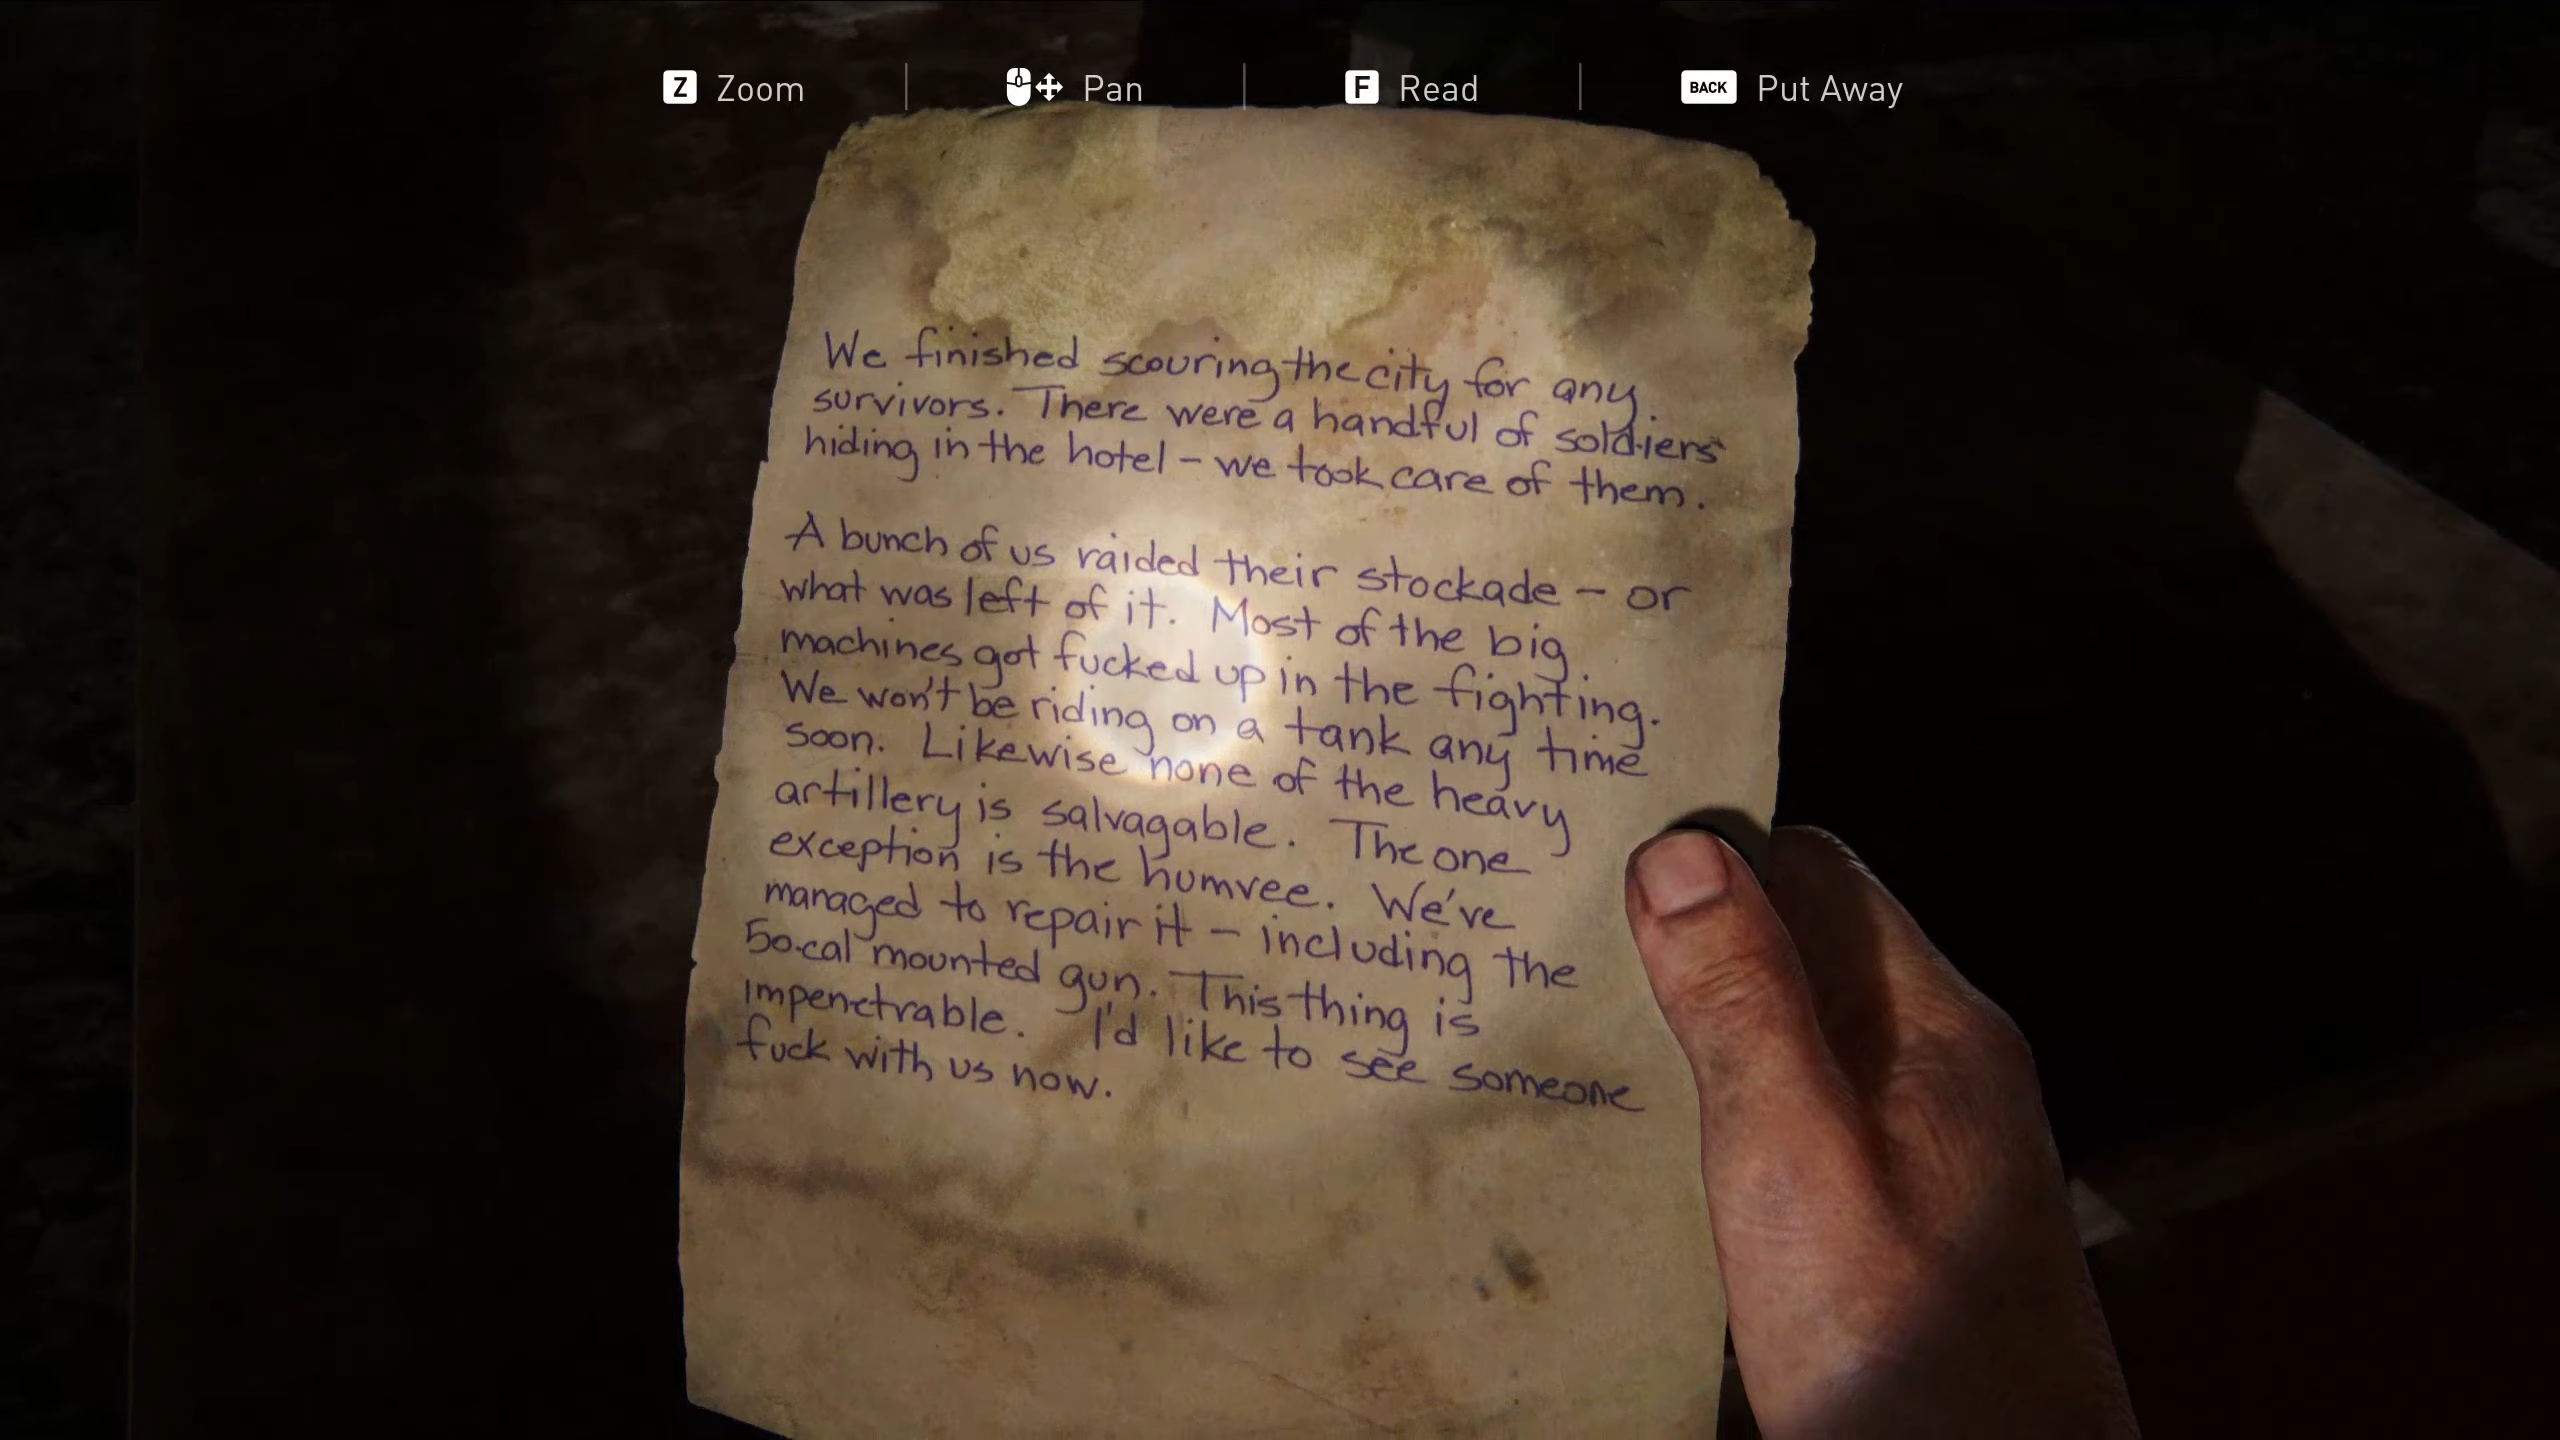 Z Zoom
Pan
F Read
BACK Put Away
We finished scouring the city for any
survivors. There were a handful of soldiers
hiding in the hotel - we took care of them.
A bunch of us raided their stockade - or
what was left of it. Most of the big
machines got fucked up in the fighting.
We won't be riding on a tank any time
soon. Likewise none of the heavy
artillery is salvagable. The one
exception is the humvee. We've
managed to repair it - including the
50.cal mounted gun. This thing is
impenetrable. I'd like to see someone
fuck with us now.